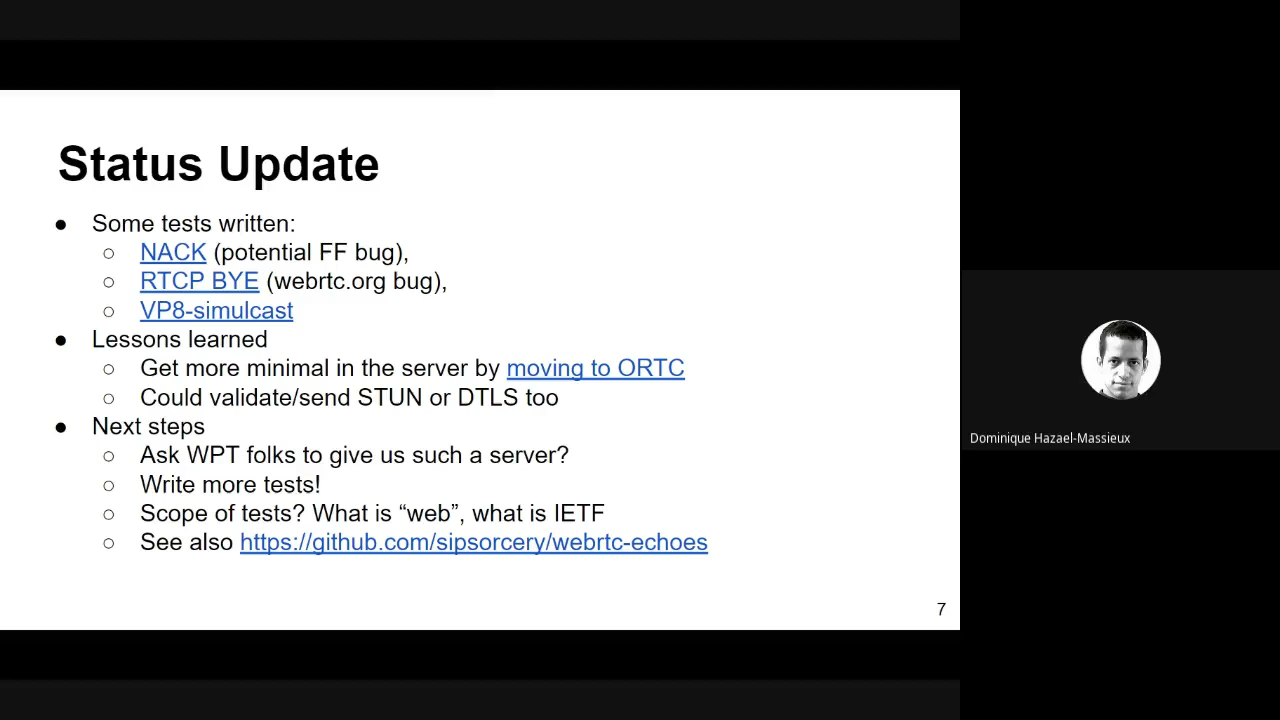 Status Update
● Some tests written:
○ NACK (potential FF bug),
○ RTCP BYE (webrtc.org bug),
○ VP8-simulcast
● Lessons learned
○ Get more minimal in the server by moving to ORTC
○ Could validate/send STUN or DTLS too
● Next steps
○ Ask WPT folks to give us such a server?
○ Write more tests!
○ Scope of tests? What is “web”, what is IETF
○ See also https://github.com/sipsorcery/webrtc-echoes
7
Dominique Hazael-Massieux